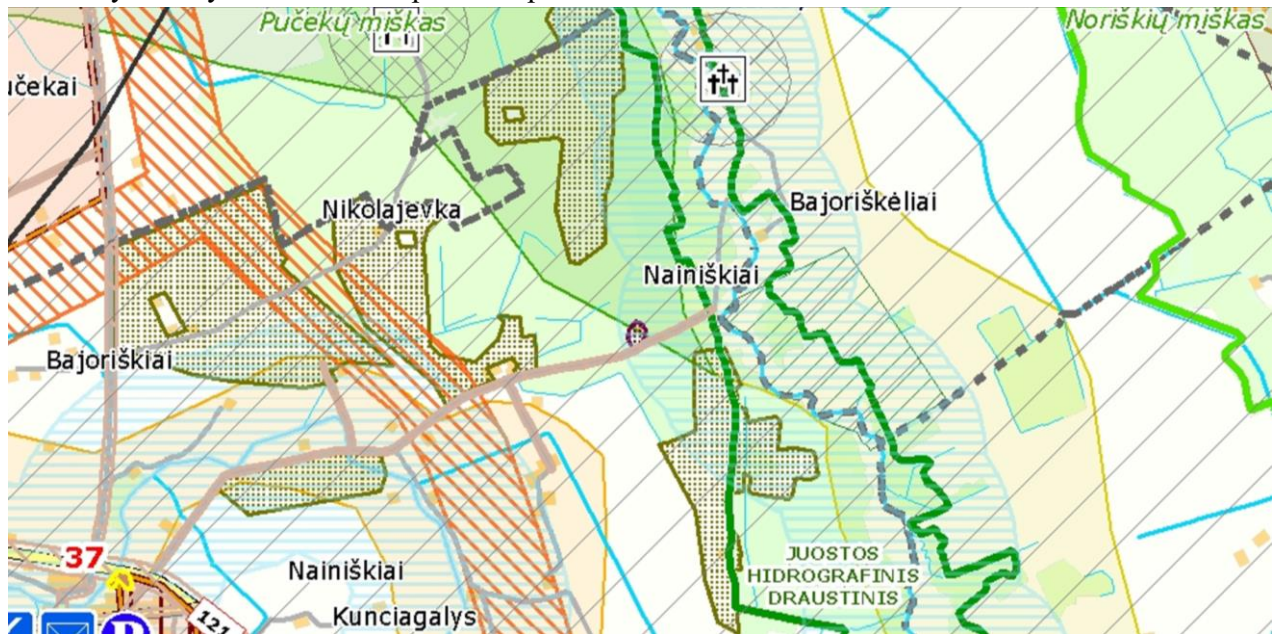 Pučekų miškas
Noriškių miškas
učekai
Nikolajevka
Bajoriškėliai
Nainiškiai
Bajoriškiai
JUOSTOS
HIDROGRAFINIS
DRAUSTINIS
37
Nainiškiai
Kunciagalys
121